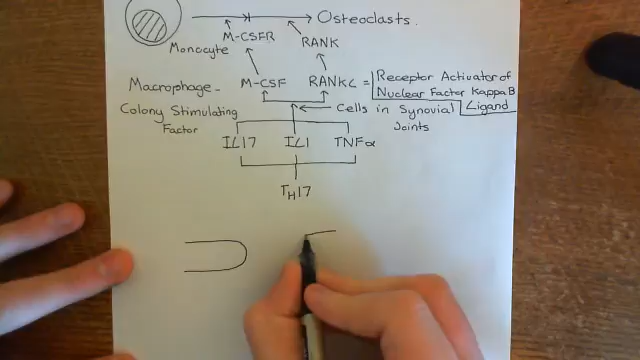 Osteoclasts.
M-CSFR
Monocyte
RANK
Macrophage - M-CSF RANKL = Receptor Activator of
Nuclear Factor Kappa B
Colony Stimulating Cells in Synovial Ligand
Factor Joints
IL17 IL1 TNFα
TH17